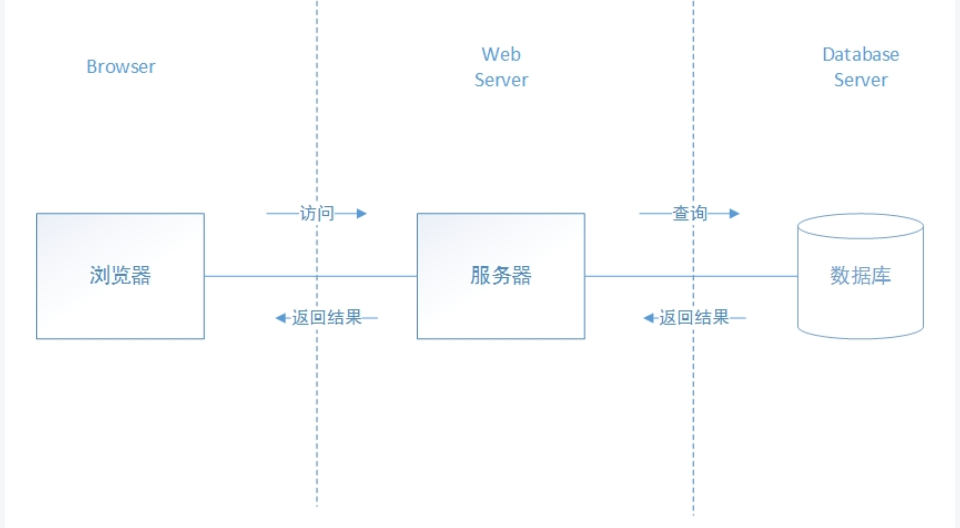 Browser
Web
Server
Database
Server
访问
查询
浏览器
服务器
数据库
返回结果
返回结果